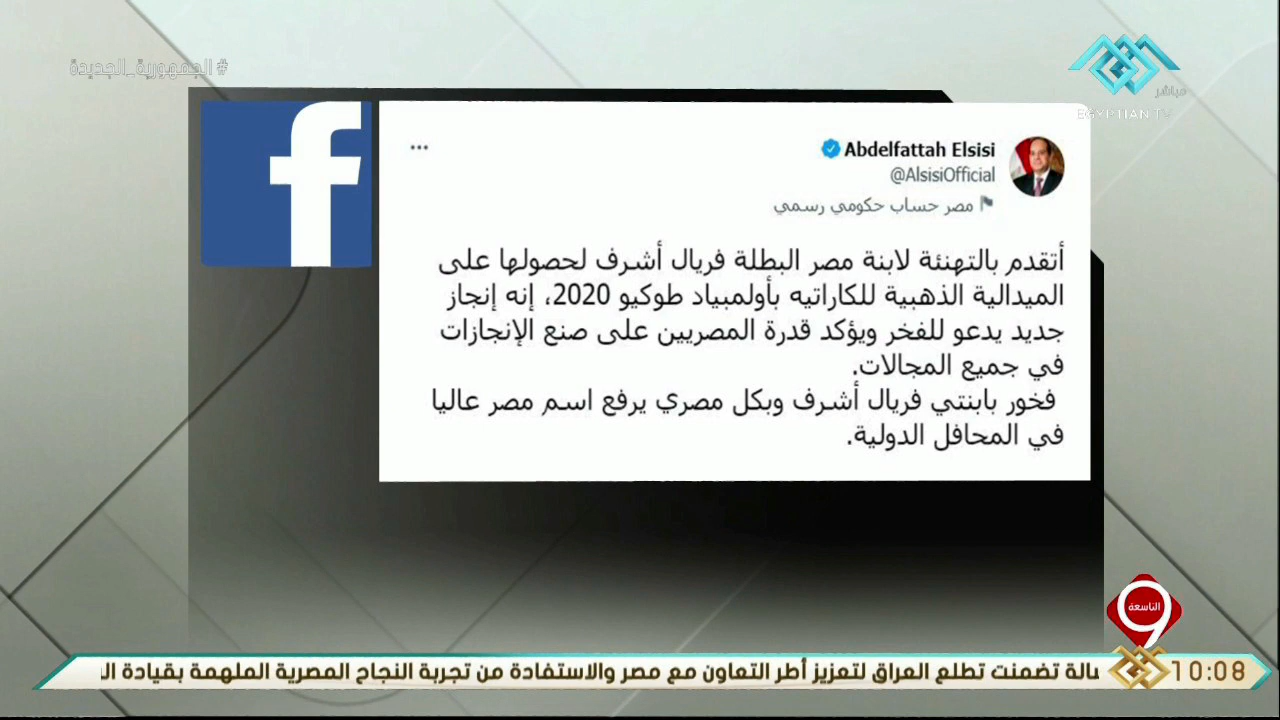 #الجمهورية_الجديدة
مباشر
EGYPTIAN TV
Abdelfattah Elsisi
@AlsisiOfficial
مصر حساب حكومي رسمي
أتقدم بالتهنئة لابنة مصر البطلة فريال أشرف لحصولها على
الميدالية الذهبية للكاراتيه بأولمبياد طوكيو 2020، إنه إنجاز
جديد يدعو للفخر ويؤكد قدرة المصريين على صنع الإنجازات
في جميع المجالات.
فخور بابنتي فريال أشرف وبكل مصري يرفع اسم مصر عاليا
في المحافل الدولية.
التاسعة
9
10:08
سالة تضمنت تطلع العراق لتعزيز أطر التعاون مع مصر والاستفادة من تجربة النجاح المصرية الملهمة بقيادة ال